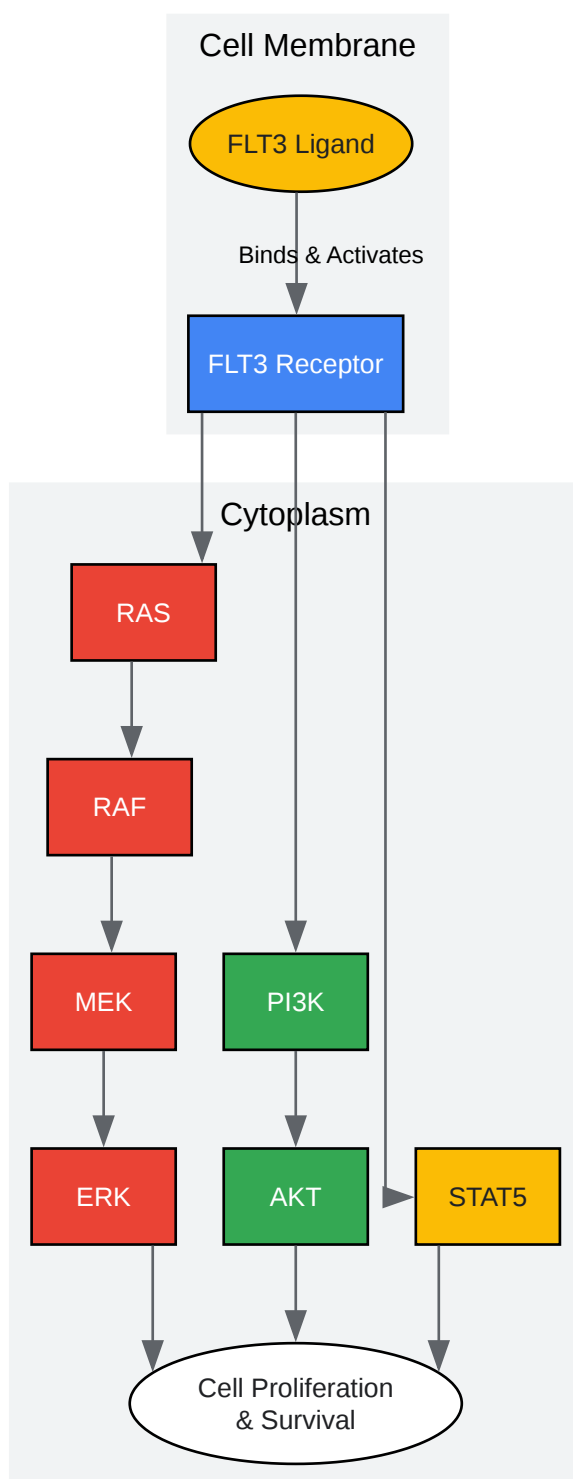 Cell Membrane
FLT3 Ligand
Binds & Activates
FLT3 Receptor
Cytoplasm
RAS
RAF
MEK
PI3K
ERK
AKT
STAT5
Cell Proliferation
& Survival